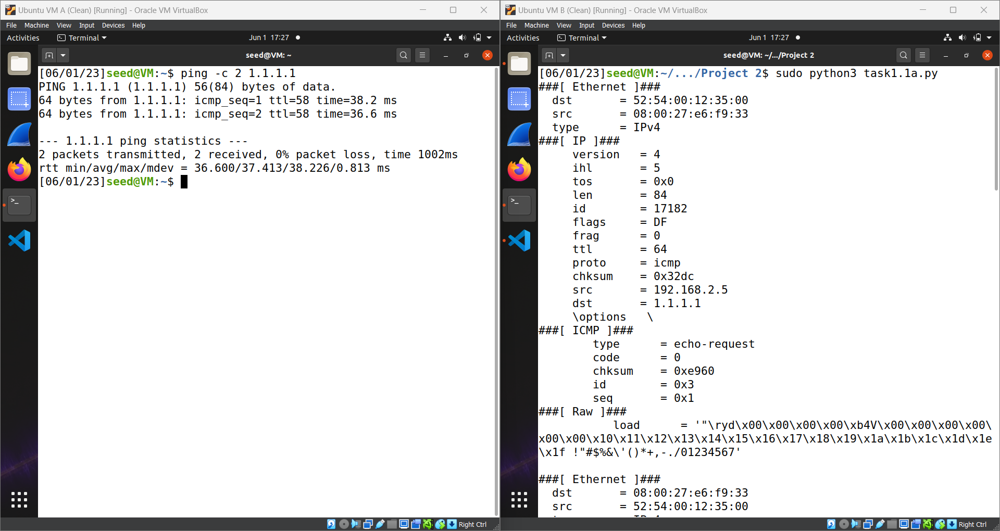 Ubuntu VM A (Clean) [Running] - Oracle VM VirtualBox
File Machine View Input Devices Help
Activities Terminal Jun 1 17:27
seed@VM: ~
[06/01/23]seed@VM:~$ ping -c 2 1.1.1.1
PING 1.1.1.1 (1.1.1.1) 56(84) bytes of data.
64 bytes from 1.1.1.1: icmp_seq=1 ttl=58 time=38.2 ms
64 bytes from 1.1.1.1: icmp_seq=2 ttl=58 time=36.6 ms
--- 1.1.1.1 ping statistics ---
2 packets transmitted, 2 received, 0% packet loss, time 1002ms
rtt min/avg/max/mdev = 36.600/37.413/38.226/0.813 ms
[06/01/23]seed@VM:~$
Right Ctrl
Ubuntu VM B (Clean) [Running] - Oracle VM VirtualBox
File Machine View Input Devices Help
Activities Terminal Jun 1 17:27
seed@VM: ~/.../Project 2
[06/01/23]seed@VM:~/.../Project 2$ sudo python3 task1.1a.py
###[ Ethernet ]###
  dst       = 52:54:00:12:35:00
  src       = 08:00:27:e6:f9:33
  type      = IPv4
###[ IP ]###
     version   = 4
     ihl       = 5
     tos       = 0x0
     len       = 84
     id        = 17182
     flags     = DF
     frag      = 0
     ttl       = 64
     proto     = icmp
     chksum    = 0x32dc
     src       = 192.168.2.5
     dst       = 1.1.1.1
     \options   \
###[ ICMP ]###
        type      = echo-request
        code      = 0
        chksum    = 0xe960
        id        = 0x3
        seq       = 0x1
###[ Raw ]###
           load      = '"\ryd\x00\x00\x00\x00\xb4V\x00\x00\x00\x00\
x00\x00\x10\x11\x12\x13\x14\x15\x16\x17\x18\x19\x1a\x1b\x1c\x1d\x1e
\x1f !"#$%&\'()*+,-./01234567'
###[ Ethernet ]###
  dst       = 08:00:27:e6:f9:33
  src       = 52:54:00:12:35:00
Right Ctrl